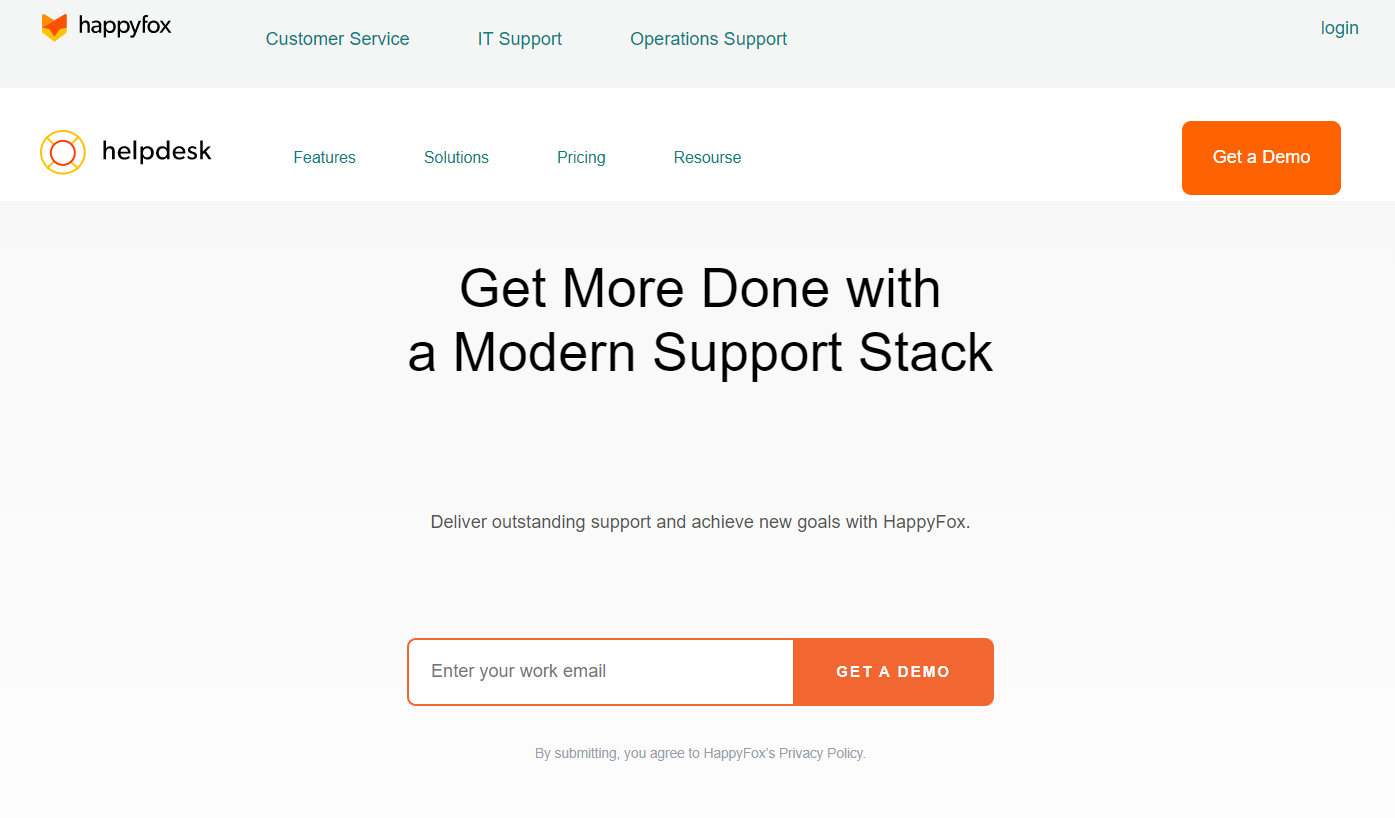 happyfox
Customer Service
IT Support
Operations Support
login
helpdesk
Features
Solutions
Pricing
Resourse
Get a Demo
Get More Done with
a Modern Support Stack
Deliver outstanding support and achieve new goals with HappyFox.
Enter your work email
GET A DEMO
By submitting, you agree to HappyFox's Privacy Policy.